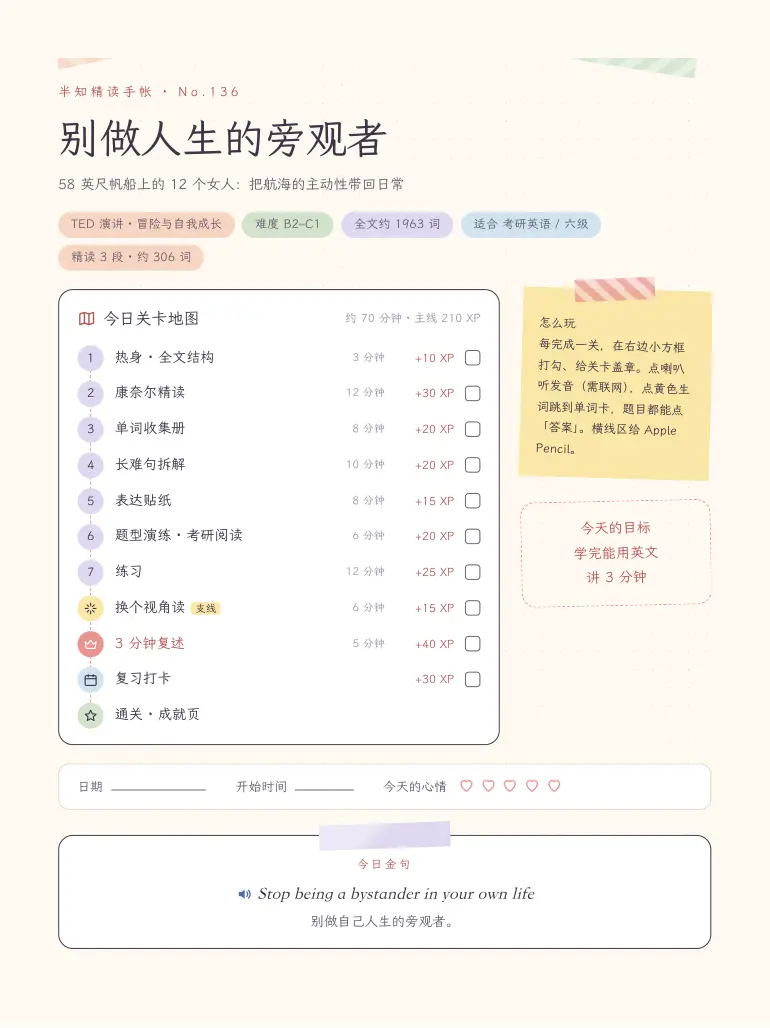 半知精读手帐 · No.136
别做人生的旁观者
58 英尺帆船上的 12 个女人：把航海的主动性带回日常
TED 演讲 · 冒险与自我成长
难度 B2–C1
全文约 1963 词
适合 考研英语 / 六级
精读 3 段 · 约 306 词
今日关卡地图 约 70 分钟 · 主线 210 XP
1 热身 · 全文结构 3 分钟 +10 XP
2 康奈尔精读 12 分钟 +30 XP
3 单词收集册 8 分钟 +20 XP
4 长难句拆解 10 分钟 +20 XP
5 表达贴纸 8 分钟 +15 XP
6 题型演练 · 考研阅读 6 分钟 +20 XP
7 练习 12 分钟 +25 XP
换个视角读 支线 6 分钟 +15 XP
3 分钟复述 5 分钟 +40 XP
复习打卡 +30 XP
通关 · 成就页
怎么玩
每完成一关，在右边小方框
打勾、给关卡盖章。点喇叭
听发音（需联网），点黄色生
词跳到单词卡，题目都能点
「答案」。横线区给 Apple
Pencil。
今天的目标
学完能用英文
讲 3 分钟
日期 开始时间 今天的心情
今日金句
Stop being a bystander in your own life
别做自己人生的旁观者。